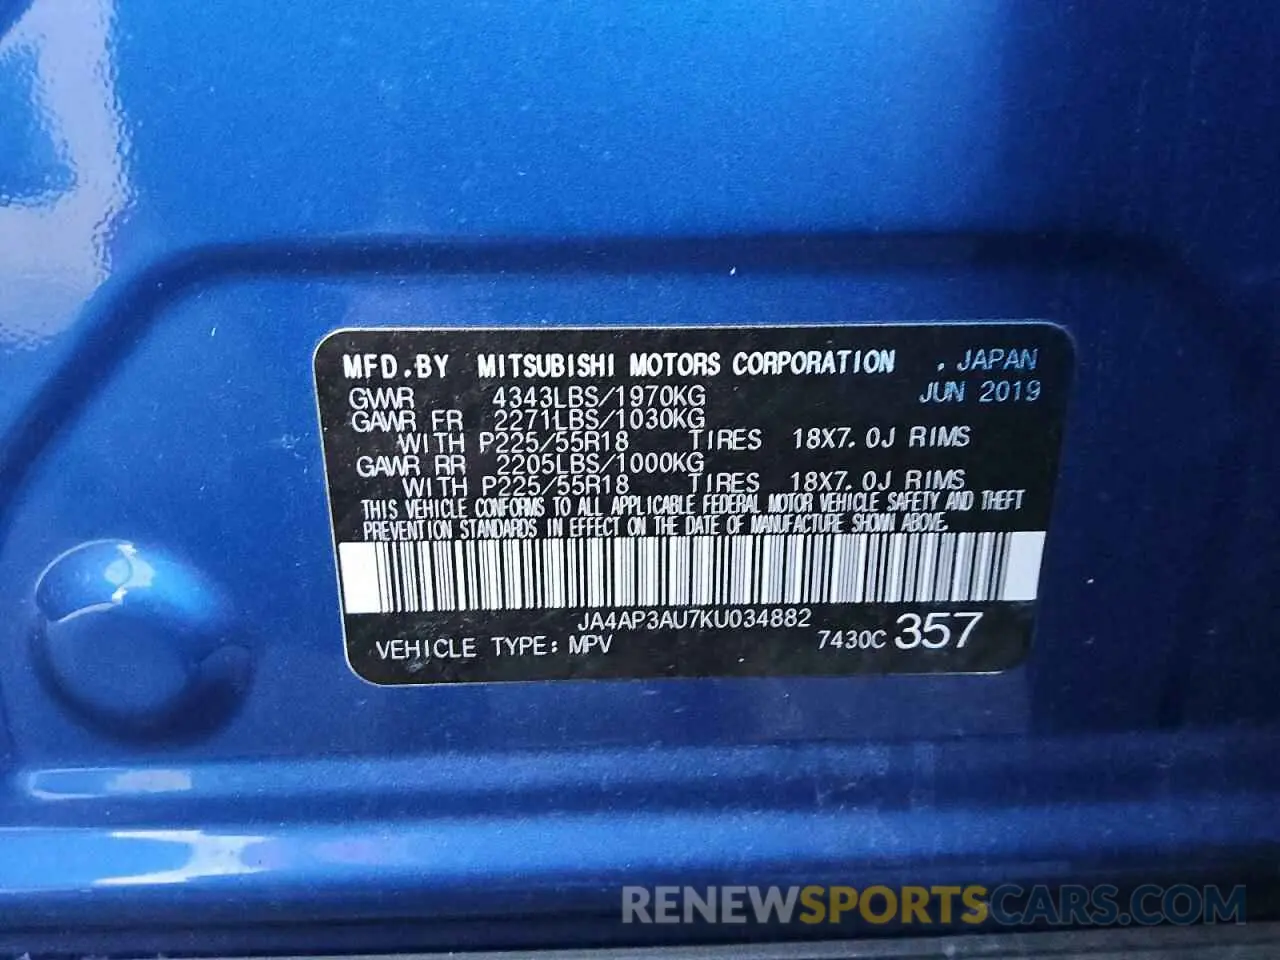 MFD.BY MITSUBISHI MOTORS CORPORATION . JAPAN
GVWR 4343LBS/1970KG JUN 2019
GAWR FR 2271LBS/1030KG
WITH P225/55R18 TIRES 18X7.0J RIMS
GAWR RR 2205LBS/1000KG
WITH P225/55R18 TIRES 18X7.0J RIMS
THIS VEHICLE CONFORMS TO ALL APPLICABLE FEDERAL MOTOR VEHICLE SAFETY AND THEFT
PREVENTION STANDARDS IN EFFECT ON THE DATE OF MANUFACTURE SHOWN ABOVE.
JA4AP3AU7KU034882
VEHICLE TYPE: MPV 7430C 357
RENEWSPORTSCARS.COM